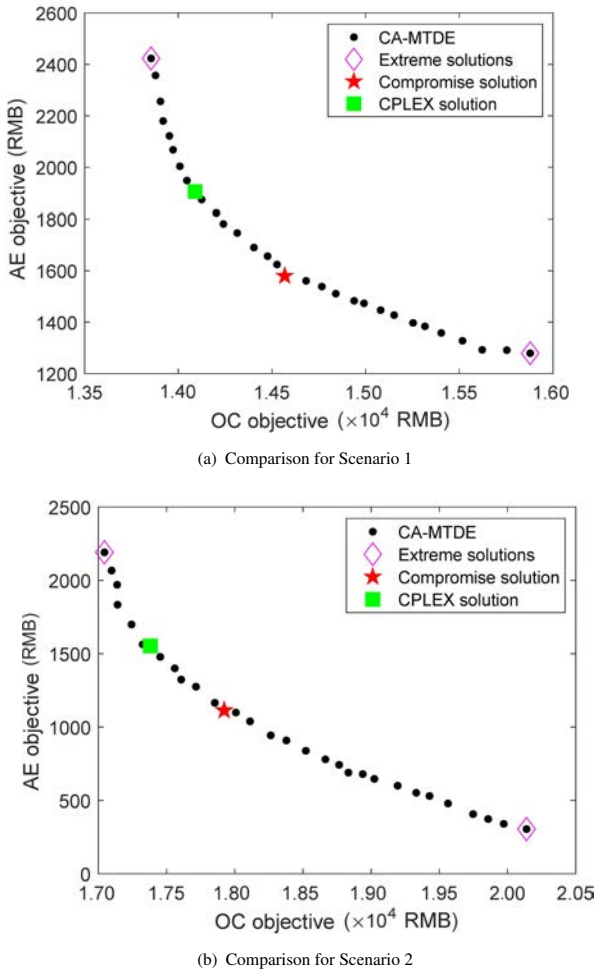 2600
2400
2200
2000
1800
1600
1400
1200
AE objective (RMB)
CA-MTDE
Extreme solutions
Compromise solution
CPLEX solution
1.35 1.40 1.45 1.50 1.55 1.60
OC objective (×10⁴ RMB)
(a) Comparison for Scenario 1
2500
2000
1500
1000
500
0
AE objective (RMB)
CA-MTDE
Extreme solutions
Compromise solution
CPLEX solution
1.70 1.75 1.80 1.85 1.90 1.95 2.00 2.05
OC objective (×10⁴ RMB)
(b) Comparison for Scenario 2